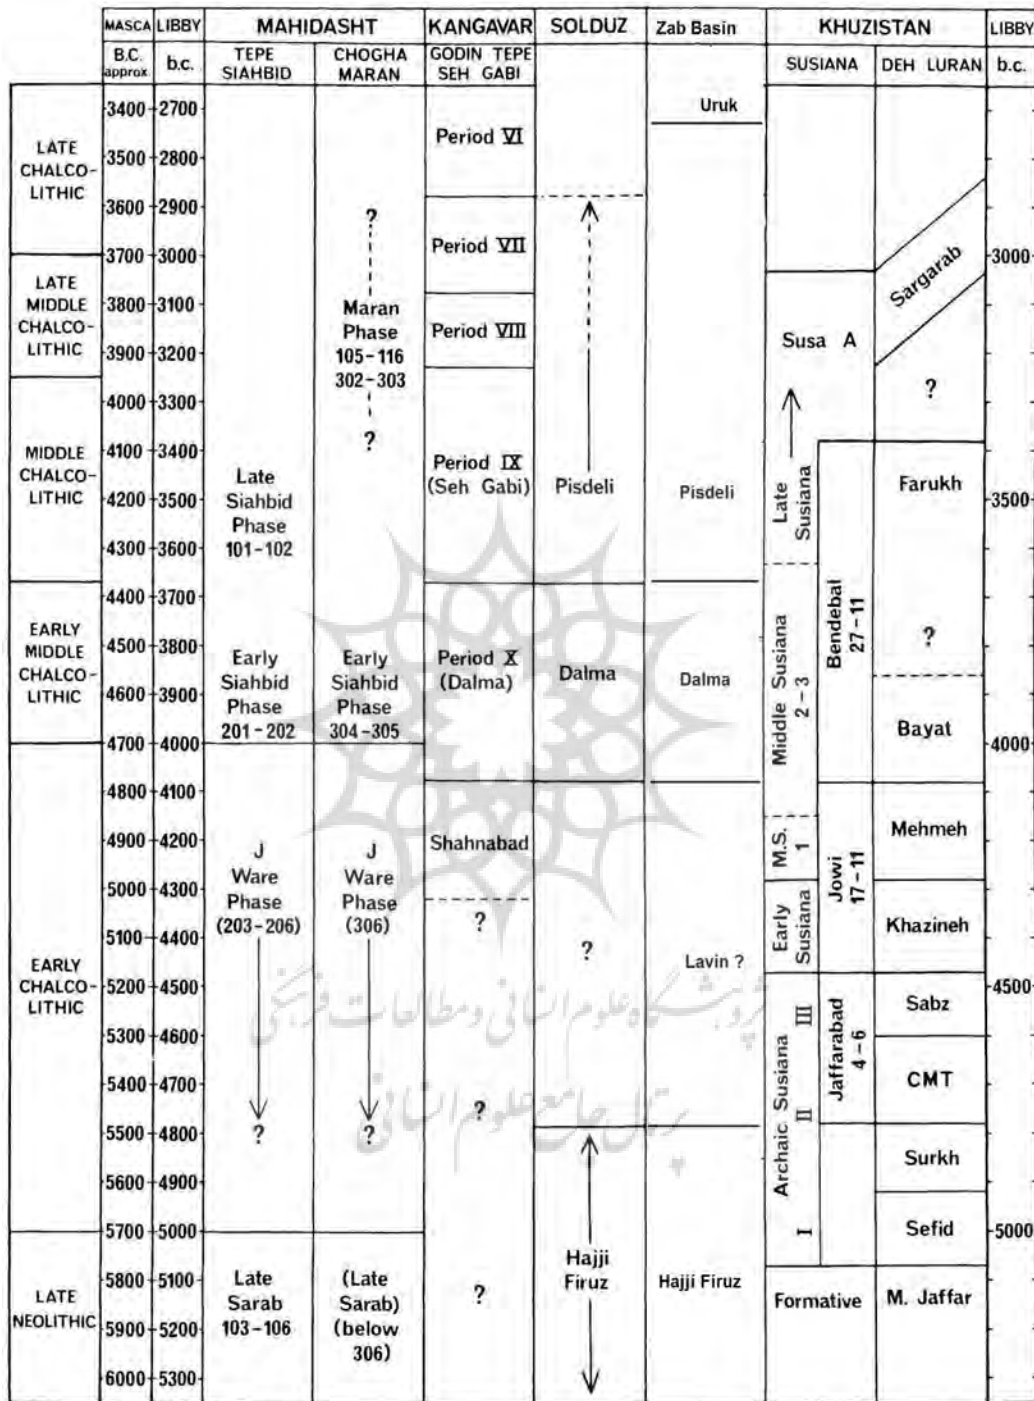 MASCA LIBBY MAHIDASHT KANGAVAR SOLDUZ Zab Basin KHUZISTAN LIBBY
B.C. approx. b.c. TEPE SIAHBID CHOGHA MARAN GODIN TEPE SEH GABI SUSIANA DEH LURAN b.c.
LATE
CHALCO-
LITHIC
LATE
MIDDLE
CHALCO-
LITHIC
MIDDLE
CHALCO-
LITHIC
EARLY
MIDDLE
CHALCO-
LITHIC
EARLY
CHALCO-
LITHIC
LATE
NEOLITHIC
3400 2700
3500 2800
3600 2900
3700 3000
3800 3100
3900 3200
4000 3300
4100 3400
4200 3500
4300 3600
4400 3700
4500 3800
4600 3900
4700 4000
4800 4100
4900 4200
5000 4300
5100 4400
5200 4500
5300 4600
5400 4700
5500 4800
5600 4900
5700 5000
5800 5100
5900 5200
6000 5300
Late
Siahbid
Phase
101-102
Early
Siahbid
Phase
201-202
J
Ware
Phase
(203-206)
?
Late
Sarab
103-106
?
Maran
Phase
105-116
302-303
?
Early
Siahbid
Phase
304-305
J
Ware
Phase
(306)
?
(Late
Sarab)
(below
306)
Period VI
Period VII
Period VIII
Period IX
(Seh Gabi)
Period X
(Dalma)
Shahnabad
?
?
?
Pisdeli
Dalma
?
Hajji
Firuz
Uruk
Pisdeli
Dalma
Lavin ?
Hajji Firuz
Susa A
Late
Susiana
Middle Susiana
2-3
M.S.
1
Early
Susiana
Archaic Susiana
III
II
I
Formative
Bendebal
27-11
Jowi
17-11
Jaffarabad
4-6
Sargarab
?
Farukh
?
Bayat
Mehmeh
Khazineh
Sabz
CMT
Surkh
Sefid
M. Jaffar
3000
3500
4000
4500
5000
پژوهشگاه علوم انسانی و مطالعات فرهنگی
پرتال جامع علوم انسانی